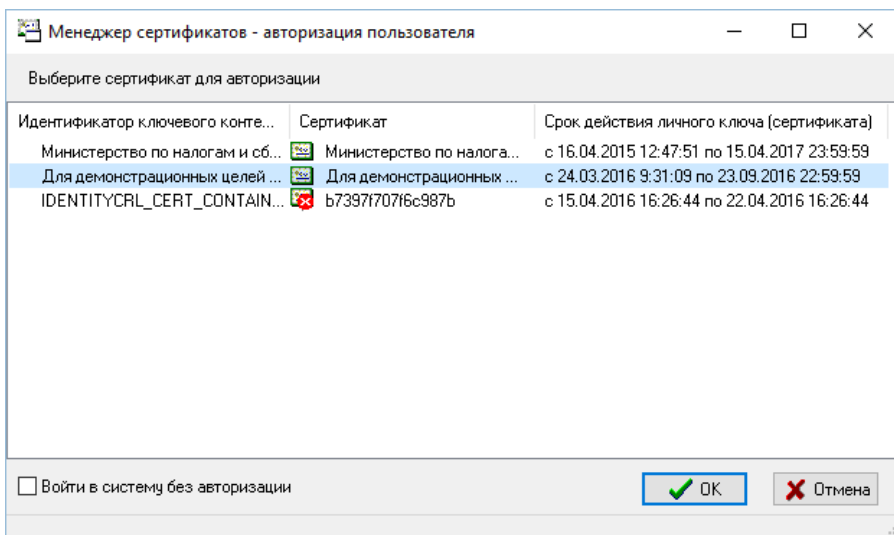 Менеджер сертификатов - авторизация пользователя
Выберите сертификат для авторизации
Идентификатор ключевого конте... Сертификат Срок действия личного ключа (сертификата)
Министерство по налогам и сб... Министерство по налога... с 16.04.2015 12:47:51 по 15.04.2017 23:59:59
Для демонстрационных целей ... Для демонстрационных ... с 24.03.2016 9:31:09 по 23.09.2016 22:59:59
IDENTITYCRL_CERT_CONTAIN... b7397f707f6c987b с 15.04.2016 16:26:44 по 22.04.2016 16:26:44
Войти в систему без авторизации OK Отмена